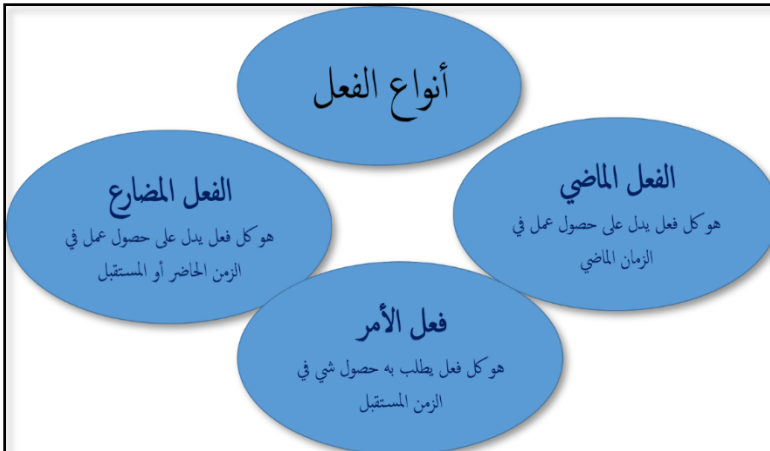 أنواع الفعل
الفعل الماضي
هو كل فعل يدل على حصول عمل في
الزمان الماضي
الفعل المضارع
هو كل فعل يدل على حصول عمل في
الزمن الحاضر أو المستقبل
فعل الأمر
هو كل فعل يطلب به حصول شي في
الزمن المستقبل